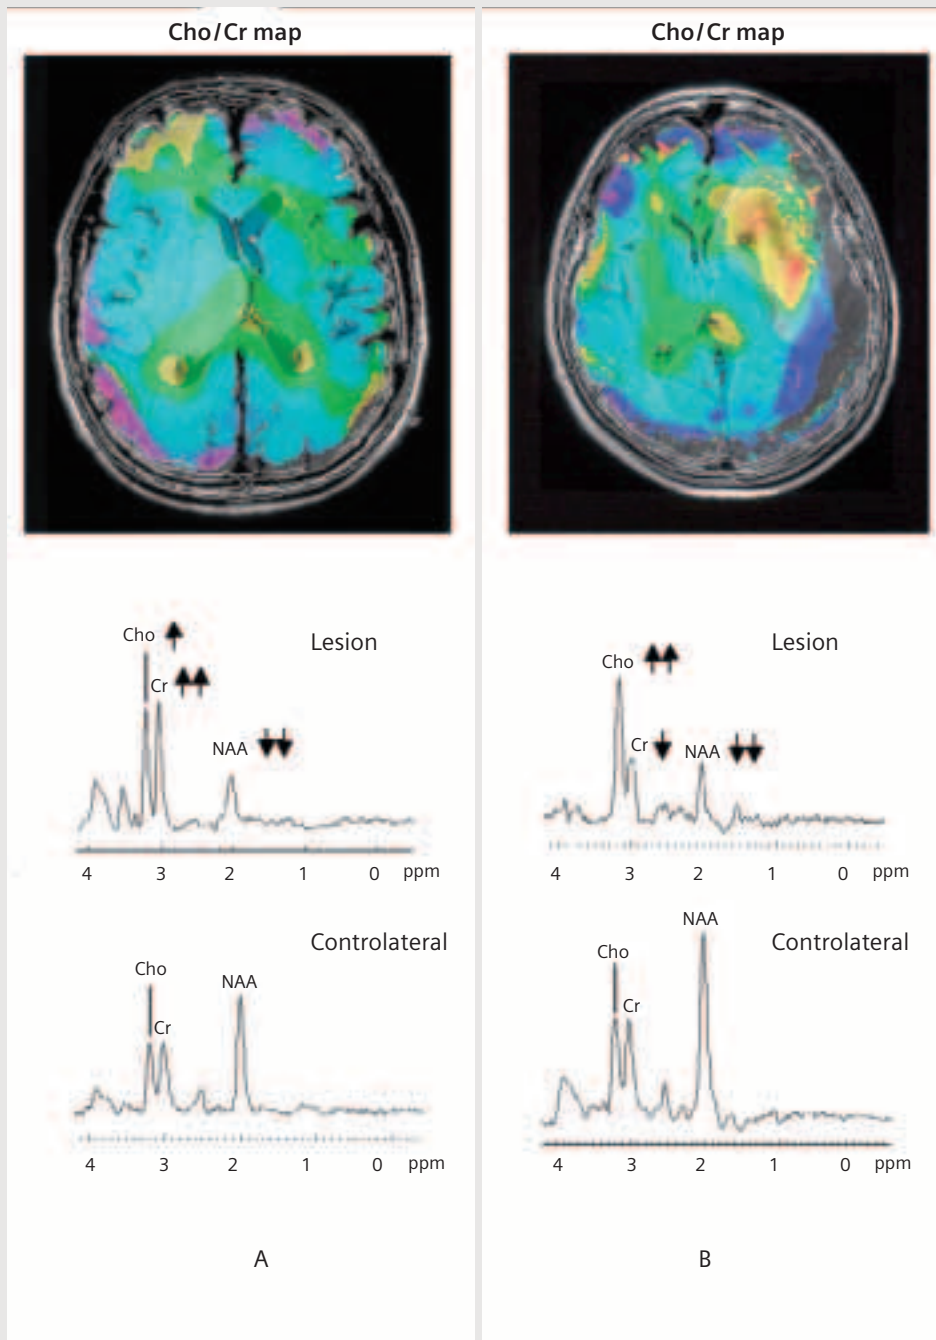 Cho/Cr map
Cho
Lesion
Cr
NAA
4 3 2 1 0 ppm
Controlateral
Cho
NAA
Cr
4 3 2 1 0 ppm
A
Cho/Cr map
Lesion
Cho
Cr
NAA
4 3 2 1 0 ppm
NAA
Controlateral
Cho
Cr
4 3 2 1 0 ppm
B